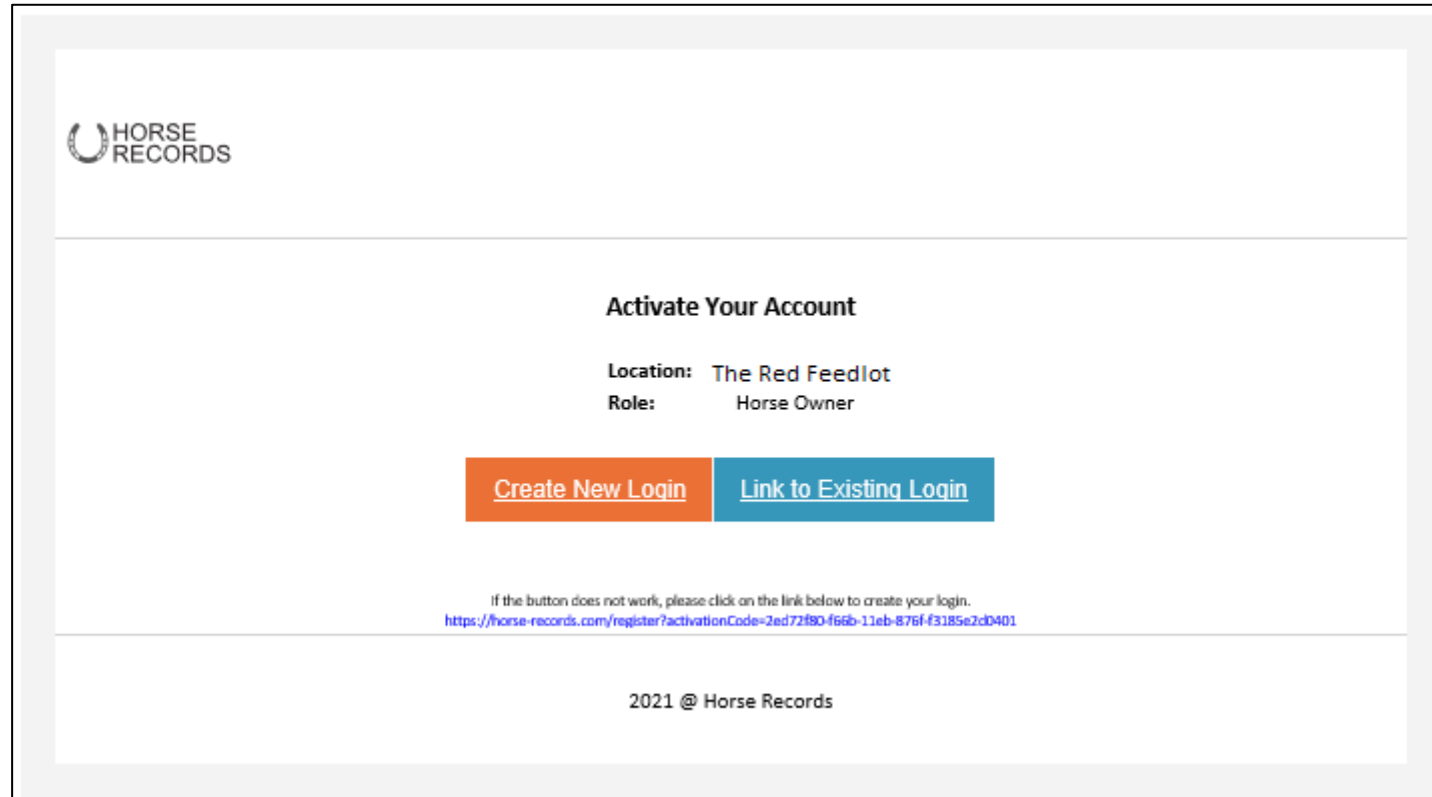 HORSE
RECORDS
Activate Your Account
Location: The Red Feedlot
Role: Horse Owner
Create New Login Link to Existing Login
If the button does not work, please click on the link below to create your login.
https://horse-records.com/register?activationCode=2ed72f80-f66b-11eb-876f-f3185e2d0401
2021 @ Horse Records